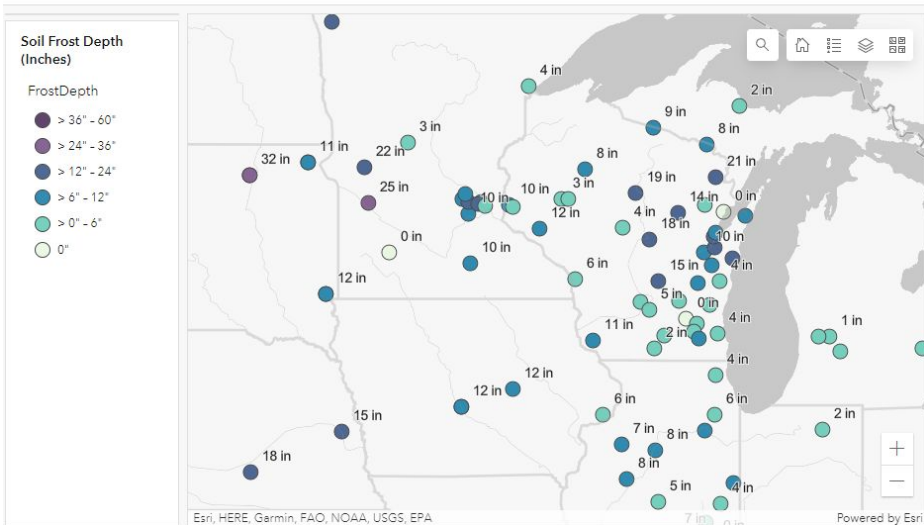 Soil Frost Depth
(Inches)
FrostDepth
> 36" - 60"
> 24" - 36"
> 12" - 24"
> 6" - 12"
> 0" - 6"
0"
4 in
2 in
9 in
3 in
8 in
11 in
22 in
8 in
32 in
21 in
25 in
19 in
3 in
10 in
10 in
14 in
0 in
12 in
4 in
18 in
0 in
10 in
10 in
6 in
15 in
4 in
12 in
5 in
0 in
11 in
2 in
4 in
1 in
4 in
12 in
12 in
6 in
6 in
15 in
2 in
7 in
8 in
18 in
8 in
5 in
4 in
7 in
0 in
+
−
Esri, HERE, Garmin, FAO, NOAA, USGS, EPA
Powered by Esri